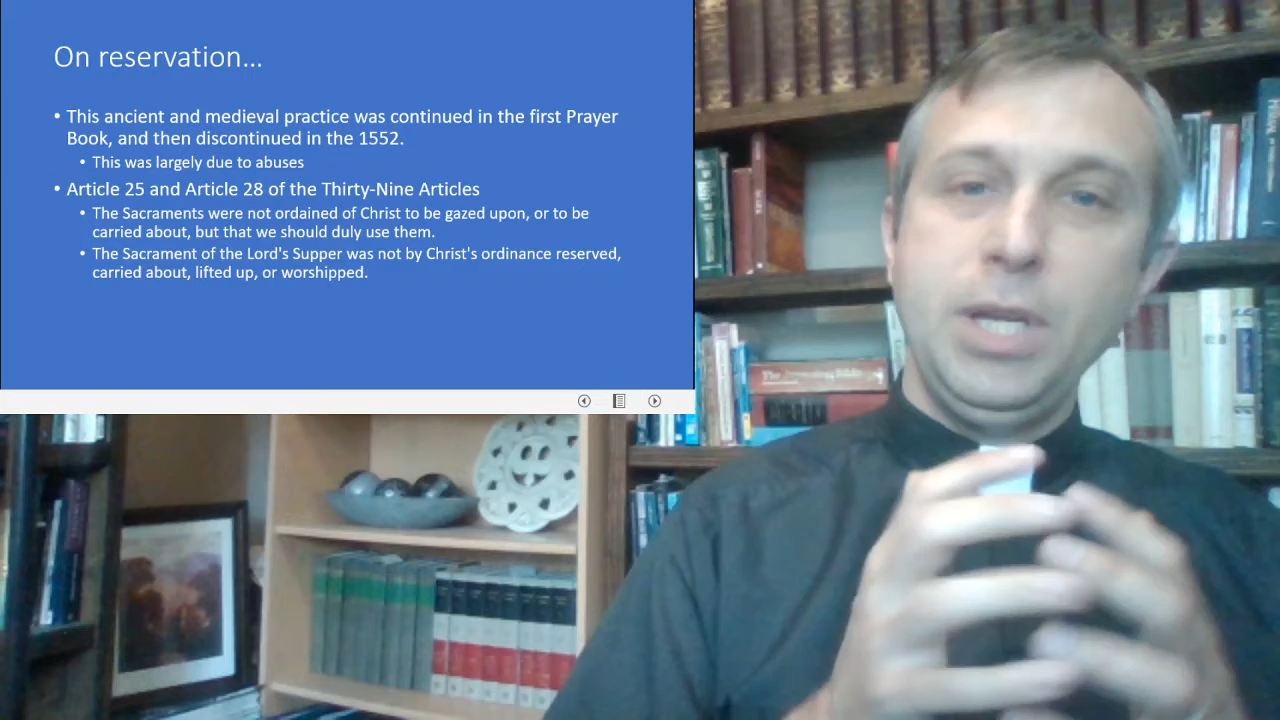 On reservation…
• This ancient and medieval practice was continued in the first Prayer
Book, and then discontinued in the 1552.
• This was largely due to abuses
• Article 25 and Article 28 of the Thirty-Nine Articles
• The Sacraments were not ordained of Christ to be gazed upon, or to be
carried about, but that we should duly use them.
• The Sacrament of the Lord's Supper was not by Christ's ordinance reserved,
carried about, lifted up, or worshipped.